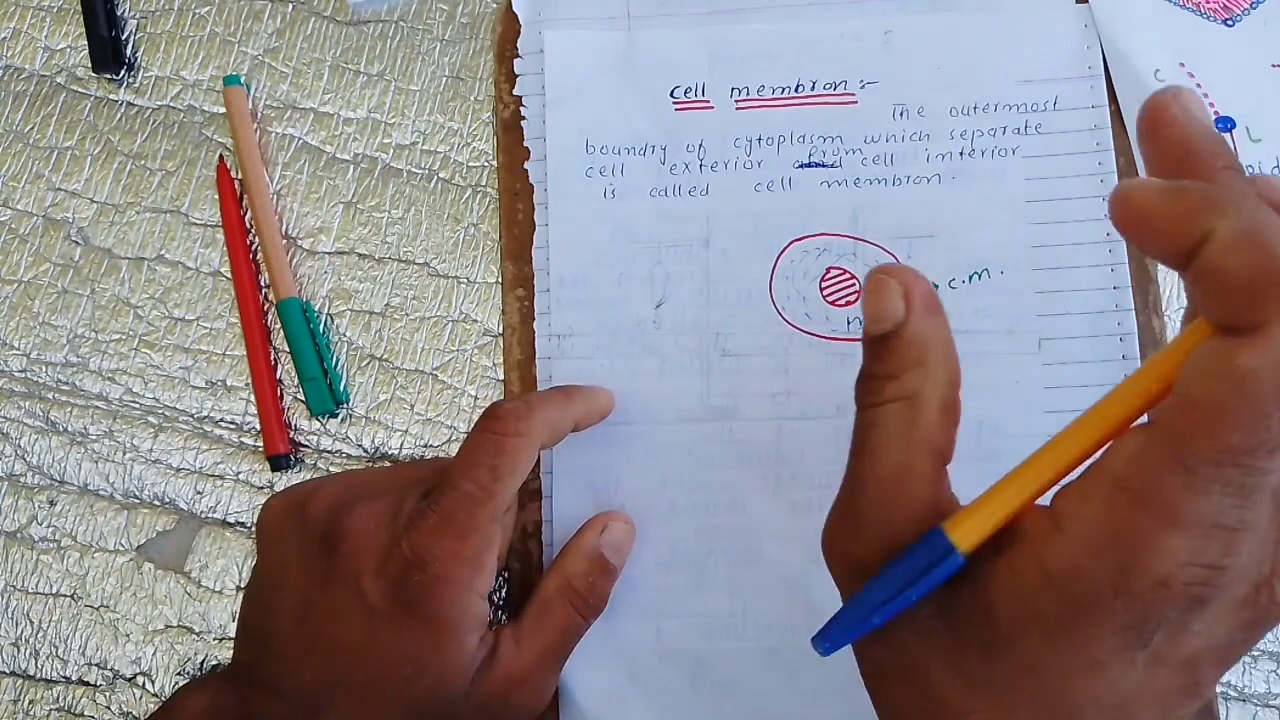 cell membron :-
The outermost
boundry of cytoplasm which separate
cell exterior from cell interior
is called cell membron.
c.m.
C
L